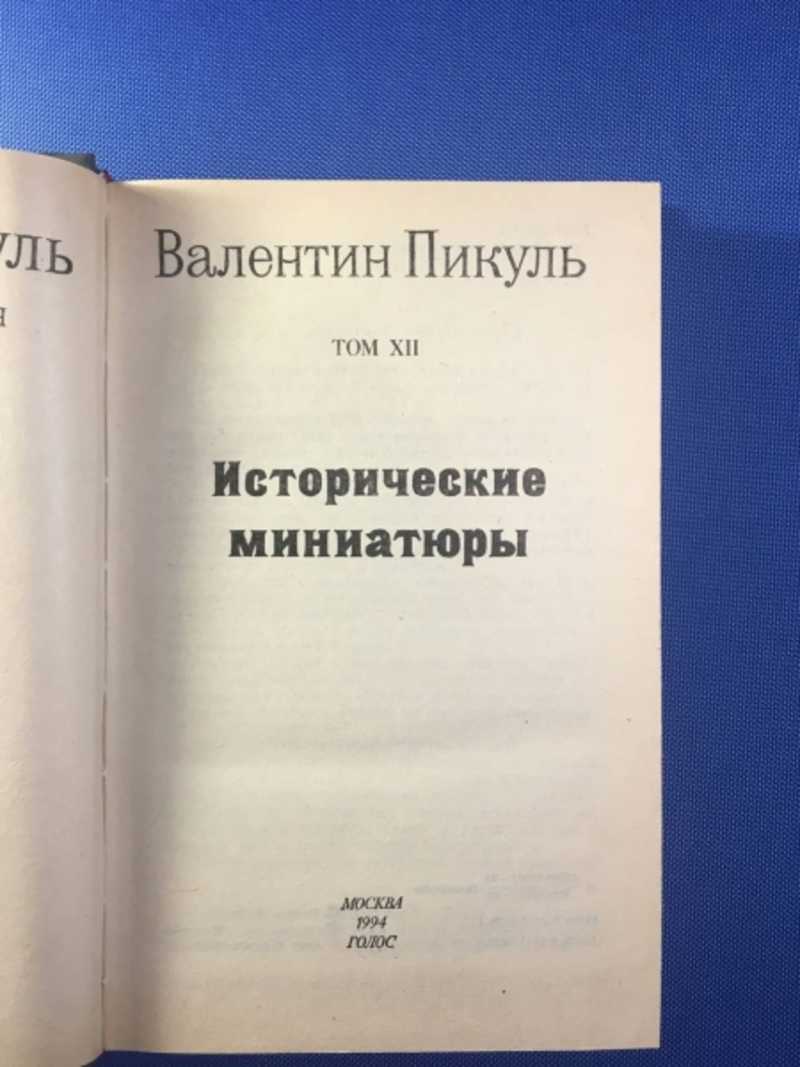 Валентин Пикуль
ТОМ XII
Исторические
миниатюры
МОСКВА
1994
ГОЛОС